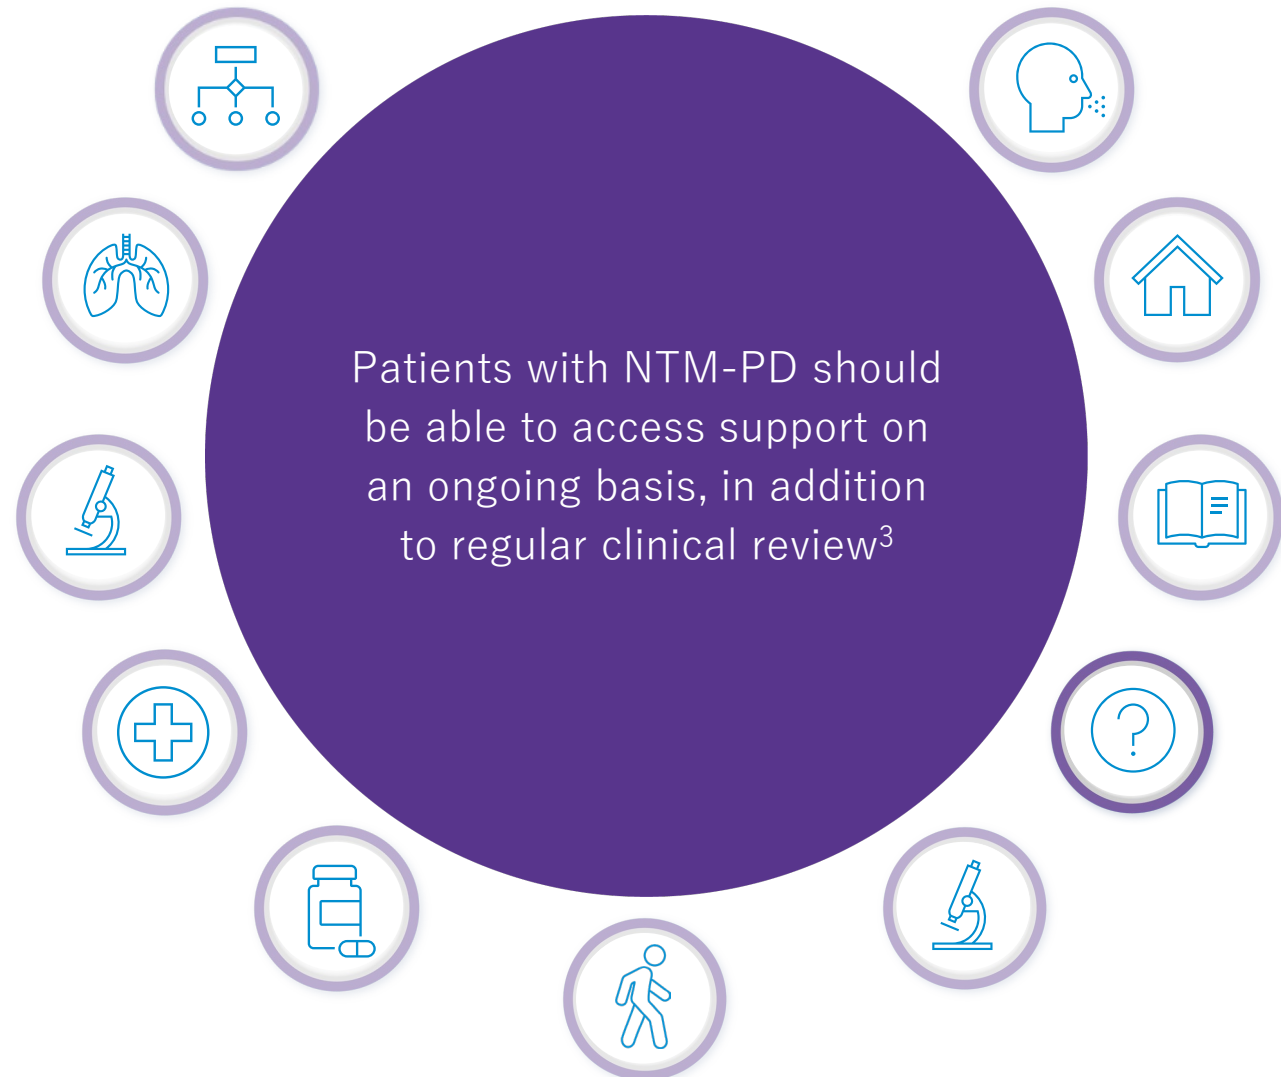 Patients with NTM-PD should
be able to access support on
an ongoing basis, in addition
to regular clinical review³